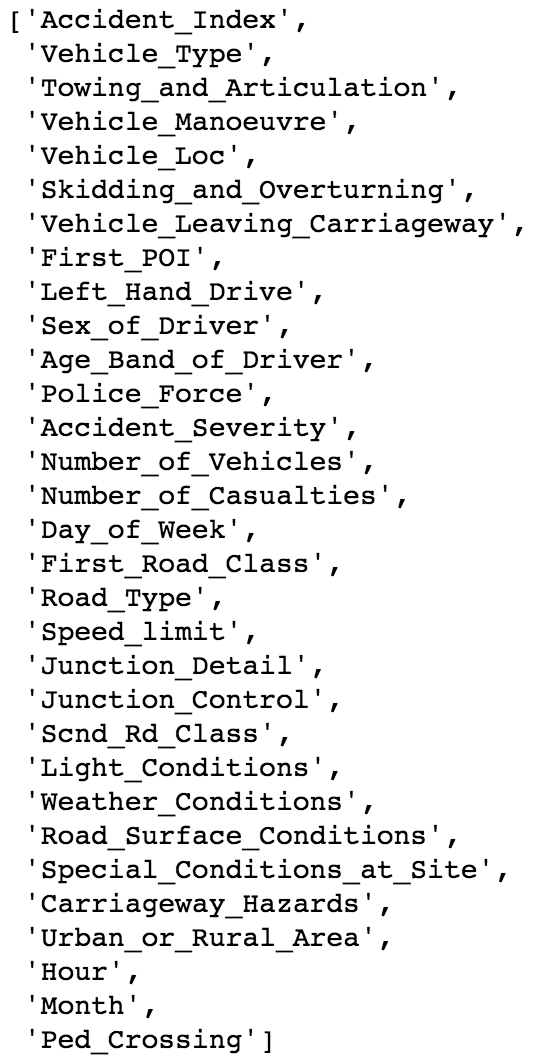 ['Accident_Index',
'Vehicle_Type',
'Towing_and_Articulation',
'Vehicle_Manoeuvre',
'Vehicle_Loc',
'Skidding_and_Overturning',
'Vehicle_Leaving_Carriageway',
'First_POI',
'Left_Hand_Drive',
'Sex_of_Driver',
'Age_Band_of_Driver',
'Police_Force',
'Accident_Severity',
'Number_of_Vehicles',
'Number_of_Casualties',
'Day_of_Week',
'First_Road_Class',
'Road_Type',
'Speed_limit',
'Junction_Detail',
'Junction_Control',
'Scnd_Rd_Class',
'Light_Conditions',
'Weather_Conditions',
'Road_Surface_Conditions',
'Special_Conditions_at_Site',
'Carriageway_Hazards',
'Urban_or_Rural_Area',
'Hour',
'Month',
'Ped_Crossing']